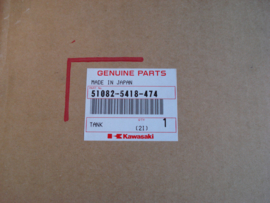 GENUINE PARTS
MADE IN JAPAN
51082-5418-474
TANK 1
(21)
Kawasaki